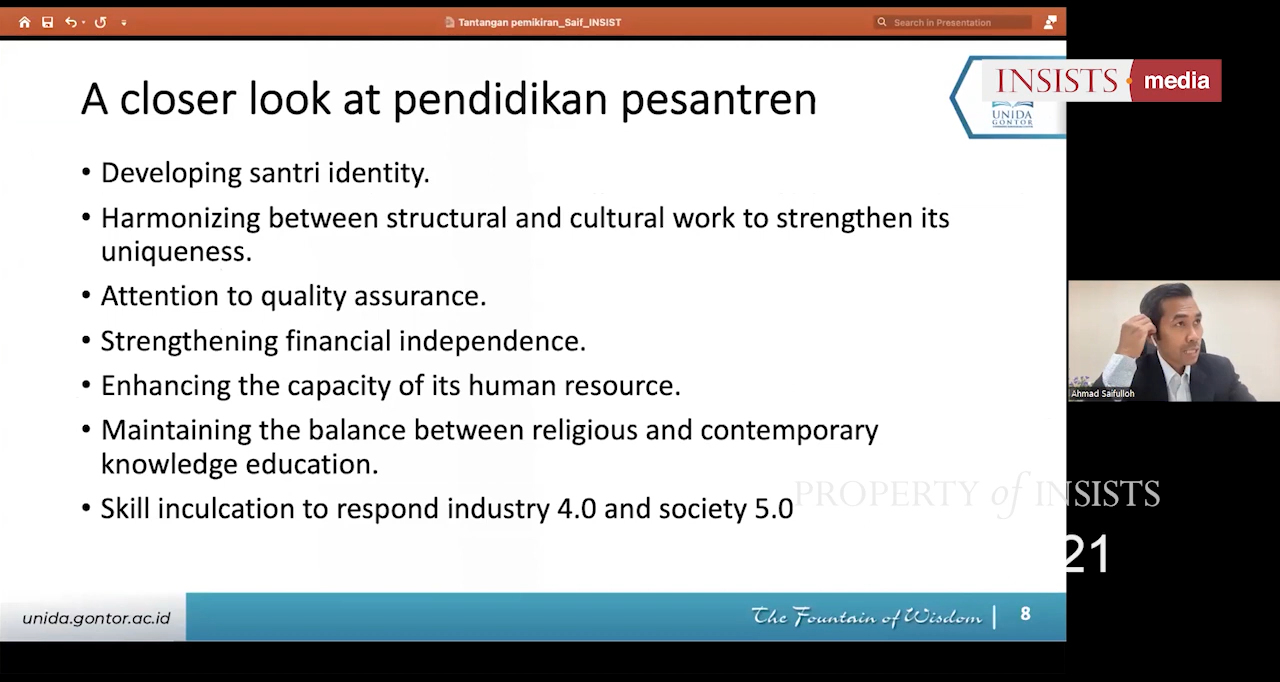 Tantangan pemikiran_Saif_INSIST
Search in Presentation
INSISTS media
UNIDA
GONTOR
A closer look at pendidikan pesantren
• Developing santri identity.
• Harmonizing between structural and cultural work to strengthen its
uniqueness.
• Attention to quality assurance.
• Strengthening financial independence.
• Enhancing the capacity of its human resource.
• Maintaining the balance between religious and contemporary
knowledge education.
• Skill inculcation to respond industry 4.0 and society 5.0
Ahmad Saifulloh
PROPERTY of INSISTS
21
unida.gontor.ac.id
The Fountain of Wisdom | 8